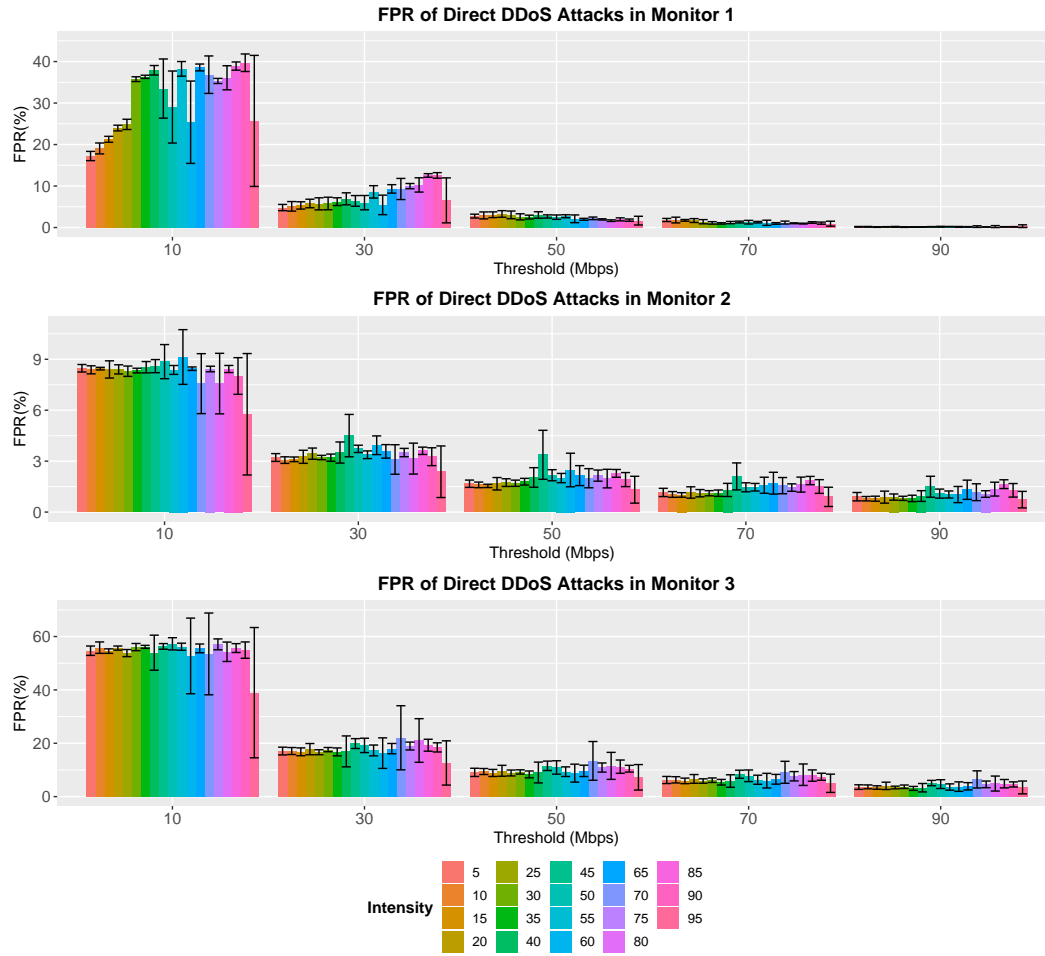 FPR of Direct DDoS Attacks in Monitor 1
FPR(%)
40
30
20
10
0
10 30 50 70 90
Threshold (Mbps)
FPR of Direct DDoS Attacks in Monitor 2
FPR(%)
9
6
3
0
10 30 50 70 90
Threshold (Mbps)
FPR of Direct DDoS Attacks in Monitor 3
FPR(%)
60
40
20
0
10 30 50 70 90
Threshold (Mbps)
Intensity
5 25 45 65 85
10 30 50 70 90
15 35 55 75 95
20 40 60 80